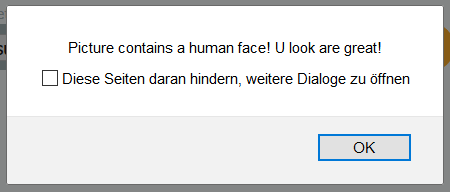 Picture contains a human face! U look are great!
Diese Seiten daran hindern, weitere Dialoge zu öffnen
OK